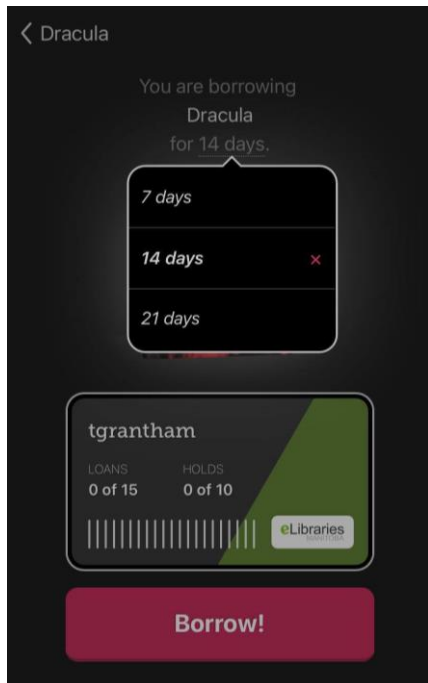 Dracula
You are borrowing
Dracula
for 14 days.
7 days
14 days
21 days
tgrantham
LOANS HOLDS
0 of 15 0 of 10
eLibraries
MANITOBA
Borrow!